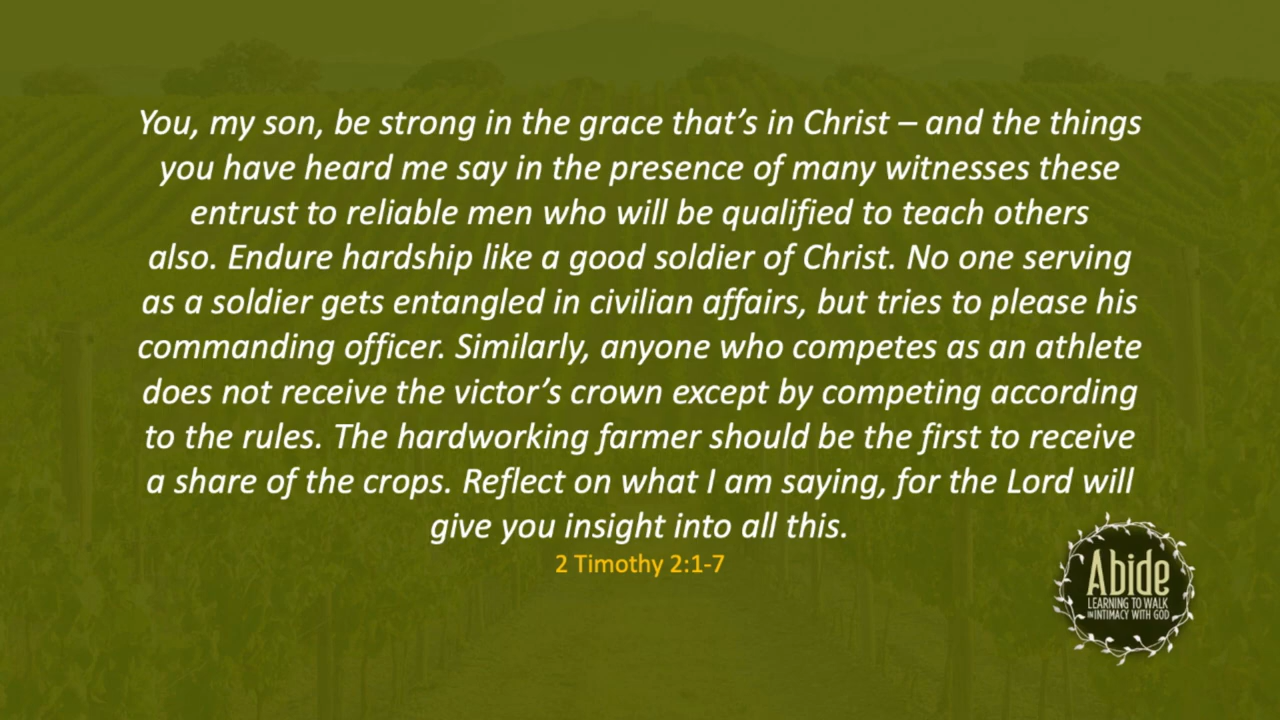 You, my son, be strong in the grace that’s in Christ – and the things
you have heard me say in the presence of many witnesses these
entrust to reliable men who will be qualified to teach others
also. Endure hardship like a good soldier of Christ. No one serving
as a soldier gets entangled in civilian affairs, but tries to please his
commanding officer. Similarly, anyone who competes as an athlete
does not receive the victor’s crown except by competing according
to the rules. The hardworking farmer should be the first to receive
a share of the crops. Reflect on what I am saying, for the Lord will
give you insight into all this.
2 Timothy 2:1-7
Abide
LEARNING TO WALK
IN INTIMACY WITH GOD